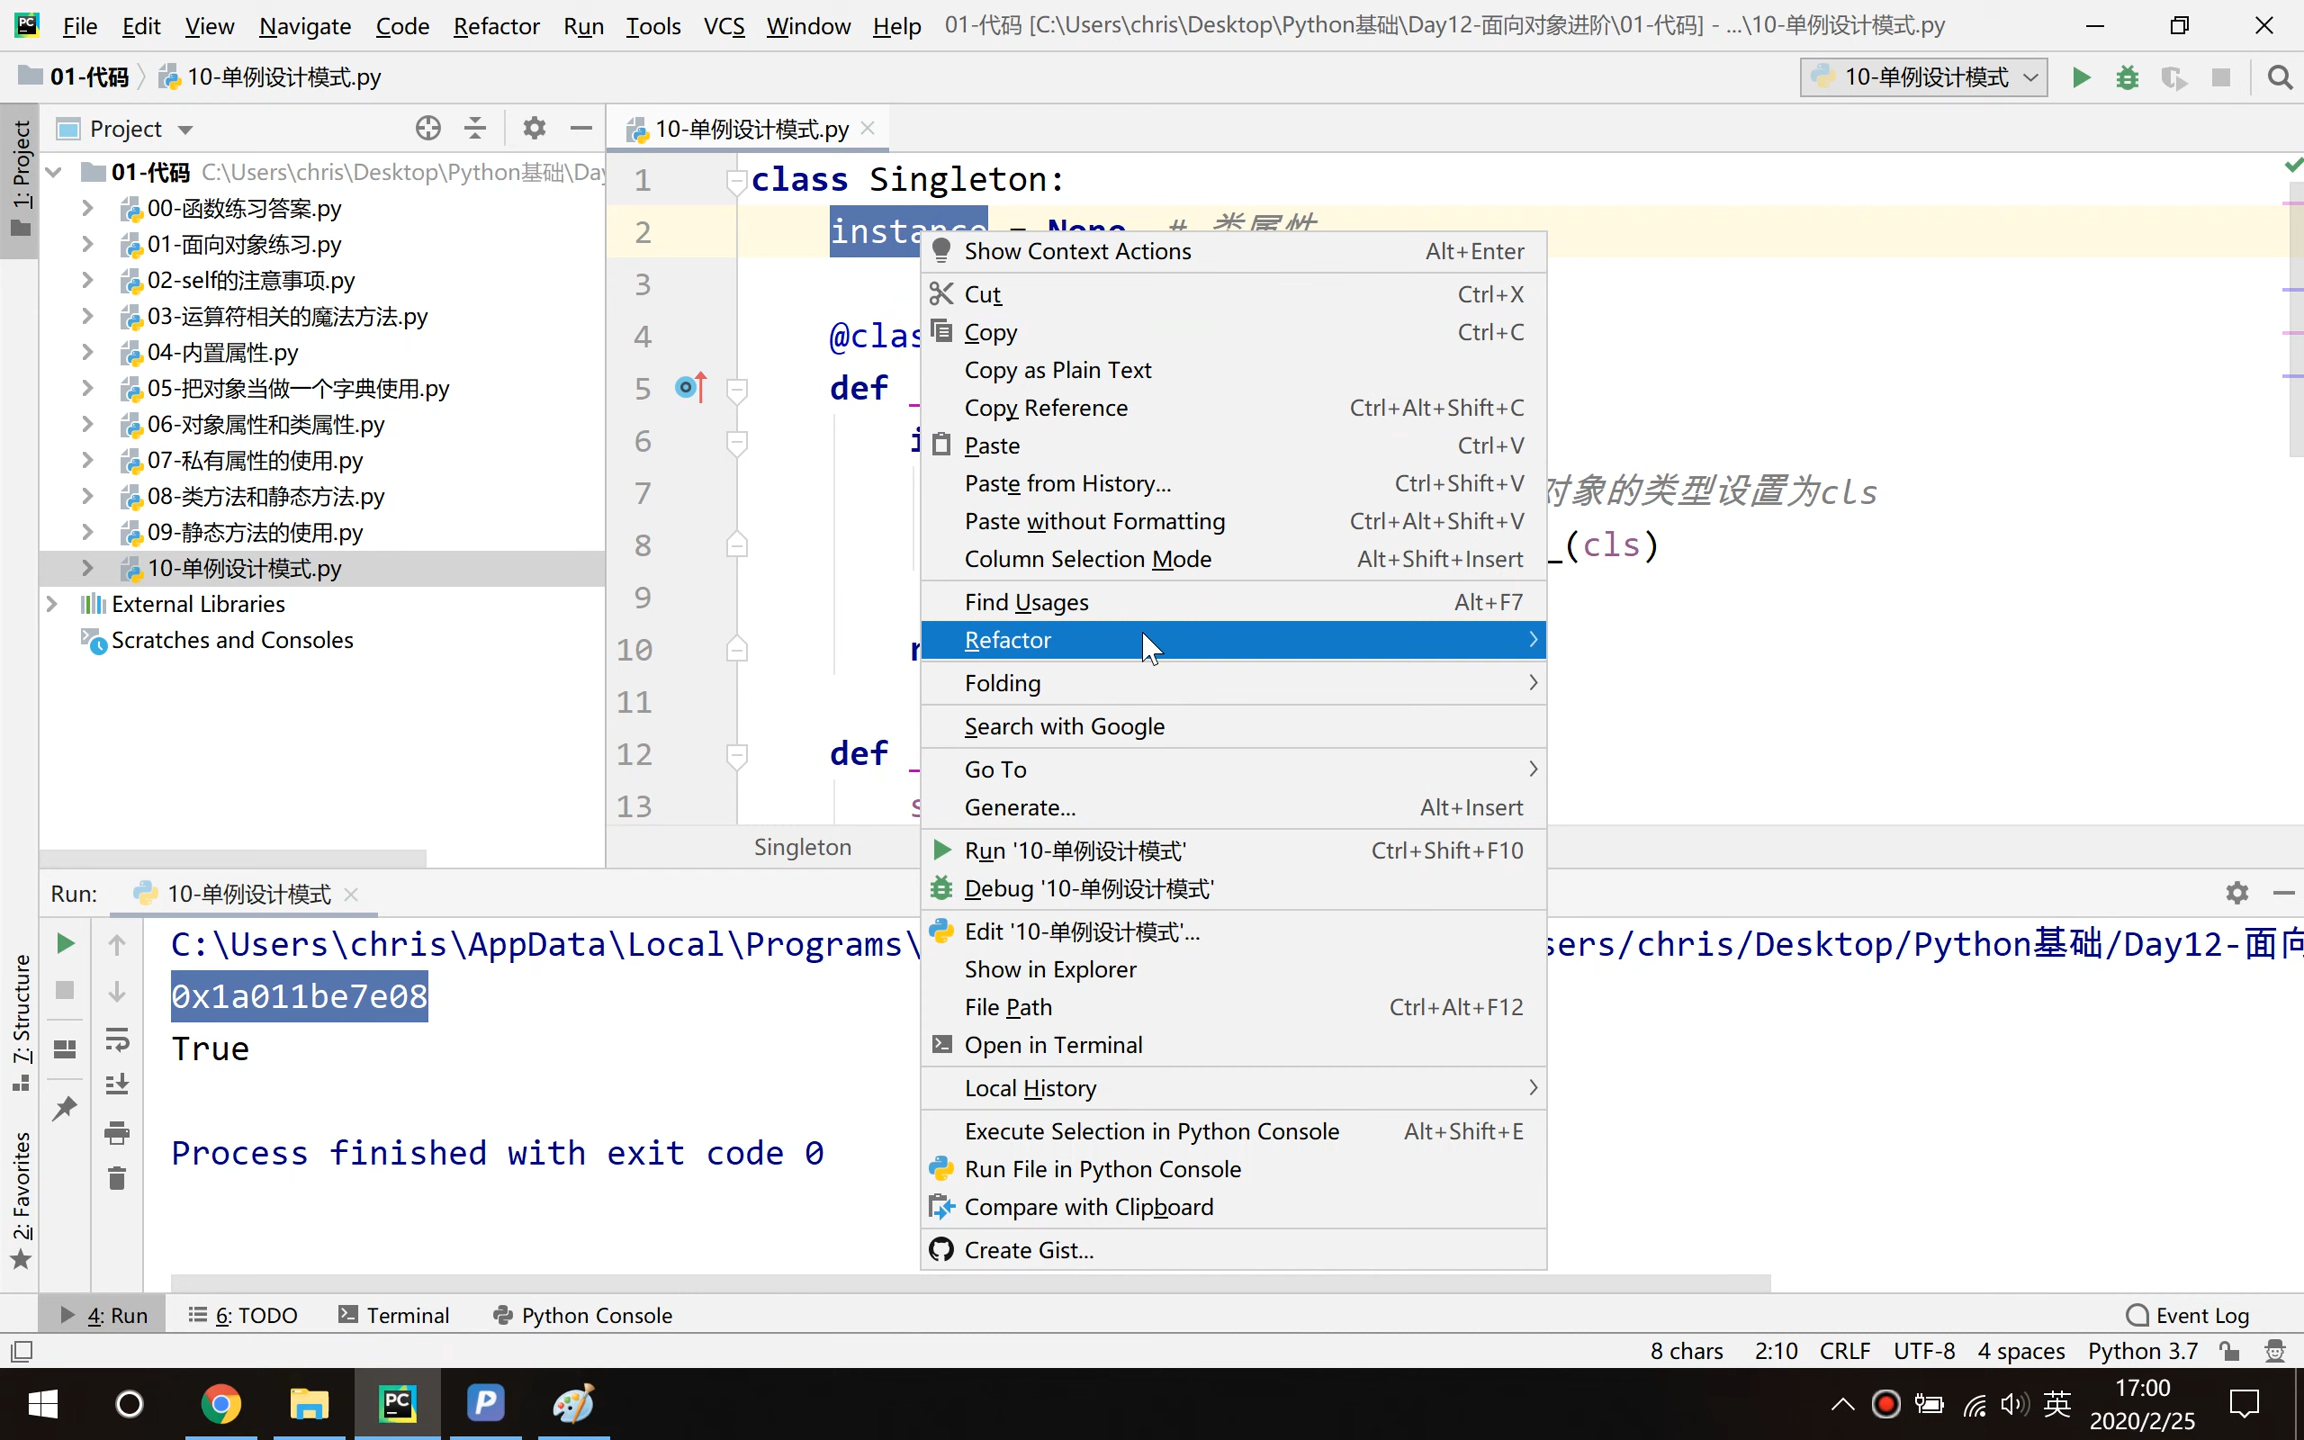 File Edit View Navigate Code Refactor Run Tools VCS Window Help 01-代码 [C:\Users\chris\Desktop\Python基础\Day12-面向对象进阶\01-代码] - ...\10-单例设计模式.py
01-代码 10-单例设计模式.py
10-单例设计模式
1: Project
Project
10-单例设计模式.py
01-代码 C:\Users\chris\Desktop\Python基础\Day
00-函数练习答案.py
01-面向对象练习.py
02-self的注意事项.py
03-运算符相关的魔法方法.py
04-内置属性.py
05-把对象当做一个字典使用.py
06-对象属性和类属性.py
07-私有属性的使用.py
08-类方法和静态方法.py
09-静态方法的使用.py
10-单例设计模式.py
External Libraries
Scratches and Consoles
1 class Singleton:
2 instance = None # 类属性
3
4 @clas
5 def _
6 i
7 对象的类型设置为cls
8 _(cls)
9
10 r
11
12 def _
13 s
Singleton
Show Context Actions Alt+Enter
Cut Ctrl+X
Copy Ctrl+C
Copy as Plain Text
Copy Reference Ctrl+Alt+Shift+C
Paste Ctrl+V
Paste from History... Ctrl+Shift+V
Paste without Formatting Ctrl+Alt+Shift+V
Column Selection Mode Alt+Shift+Insert
Find Usages Alt+F7
Refactor
Folding
Search with Google
Go To
Generate... Alt+Insert
Run '10-单例设计模式' Ctrl+Shift+F10
Debug '10-单例设计模式'
Edit '10-单例设计模式'...
Show in Explorer
File Path Ctrl+Alt+F12
Open in Terminal
Local History
Execute Selection in Python Console Alt+Shift+E
Run File in Python Console
Compare with Clipboard
Create Gist...
Run: 10-单例设计模式
C:\Users\chris\AppData\Local\Programs\ sers/chris/Desktop/Python基础/Day12-面向
0x1a011be7e08
True
Process finished with exit code 0
7: Structure
2: Favorites
4: Run 6: TODO Terminal Python Console Event Log
8 chars 2:10 CRLF UTF-8 4 spaces Python 3.7
英 17:00
2020/2/25